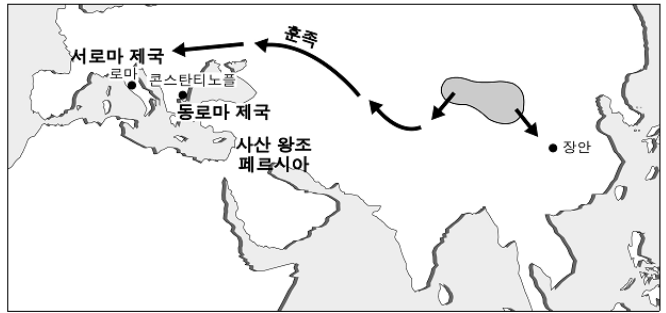 훈족
서로마 제국
로마
콘스탄티노플
동로마 제국
사산 왕조
페르시아
장안